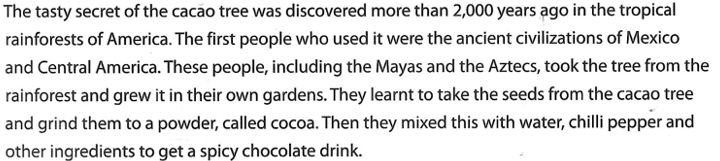 The tasty secret of the cacao tree was discovered more than 2,000 years ago in the tropical
rainforests of America. The first people who used it were the ancient civilizations of Mexico
and Central America. These people, including the Mayas and the Aztecs, took the tree from the
rainforest and grew it in their own gardens. They learnt to take the seeds from the cacao tree
and grind them to a powder, called cocoa. Then they mixed this with water, chilli pepper and
other ingredients to get a spicy chocolate drink.